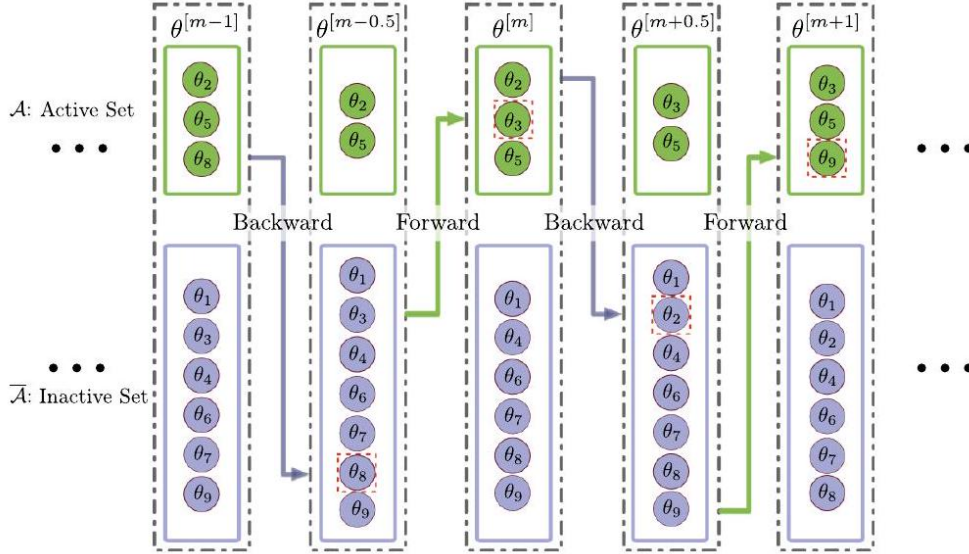 θ^[m−1] θ^[m−0.5] θ^[m] θ^[m+0.5] θ^[m+1]
𝒜: Active Set
θ₂ θ₅ θ₈
θ₂ θ₅
θ₂ θ₃ θ₅
θ₃ θ₅
θ₃ θ₅ θ₉
Backward Forward Backward Forward
𝒜̅: Inactive Set
θ₁ θ₃ θ₄ θ₆ θ₇ θ₉
θ₁ θ₃ θ₄ θ₆ θ₇ θ₈ θ₉
θ₁ θ₄ θ₆ θ₇ θ₈ θ₉
θ₁ θ₂ θ₄ θ₆ θ₇ θ₈ θ₉
θ₁ θ₂ θ₄ θ₆ θ₇ θ₈